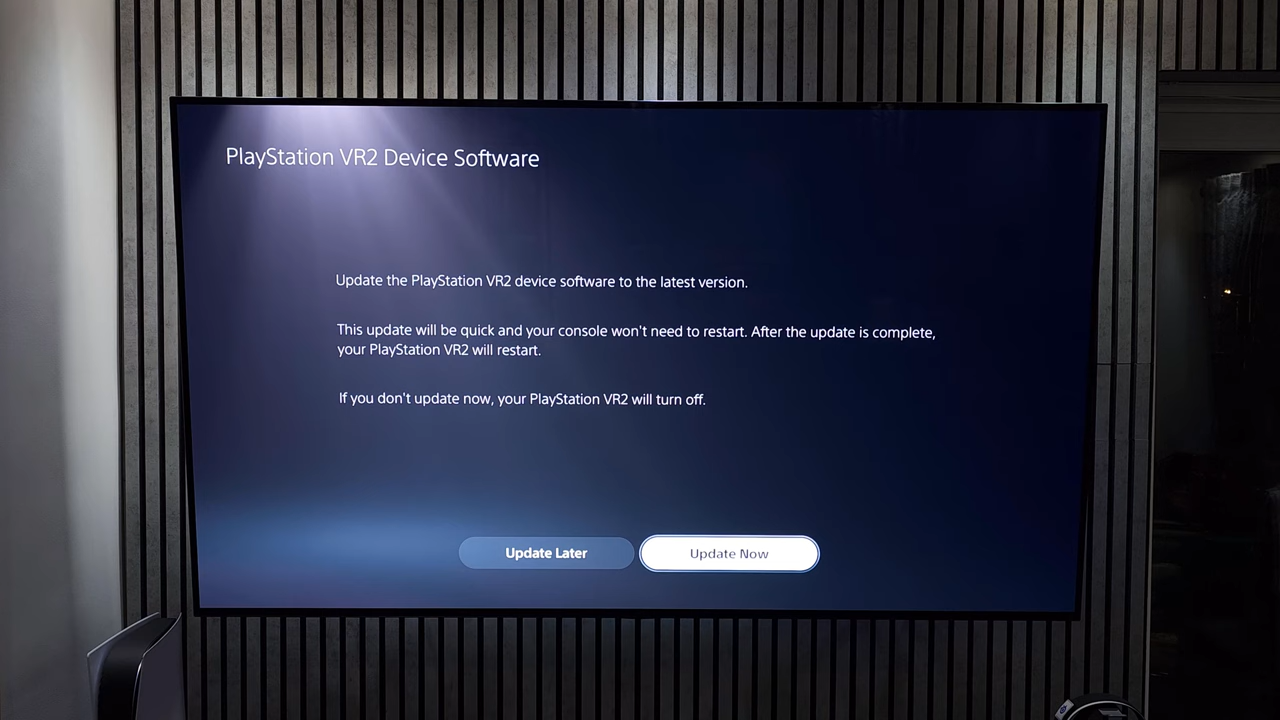 PlayStation VR2 Device Software
Update the PlayStation VR2 device software to the latest version.
This update will be quick and your console won't need to restart. After the update is complete,
your PlayStation VR2 will restart.
If you don't update now, your PlayStation VR2 will turn off.
Update Later
Update Now